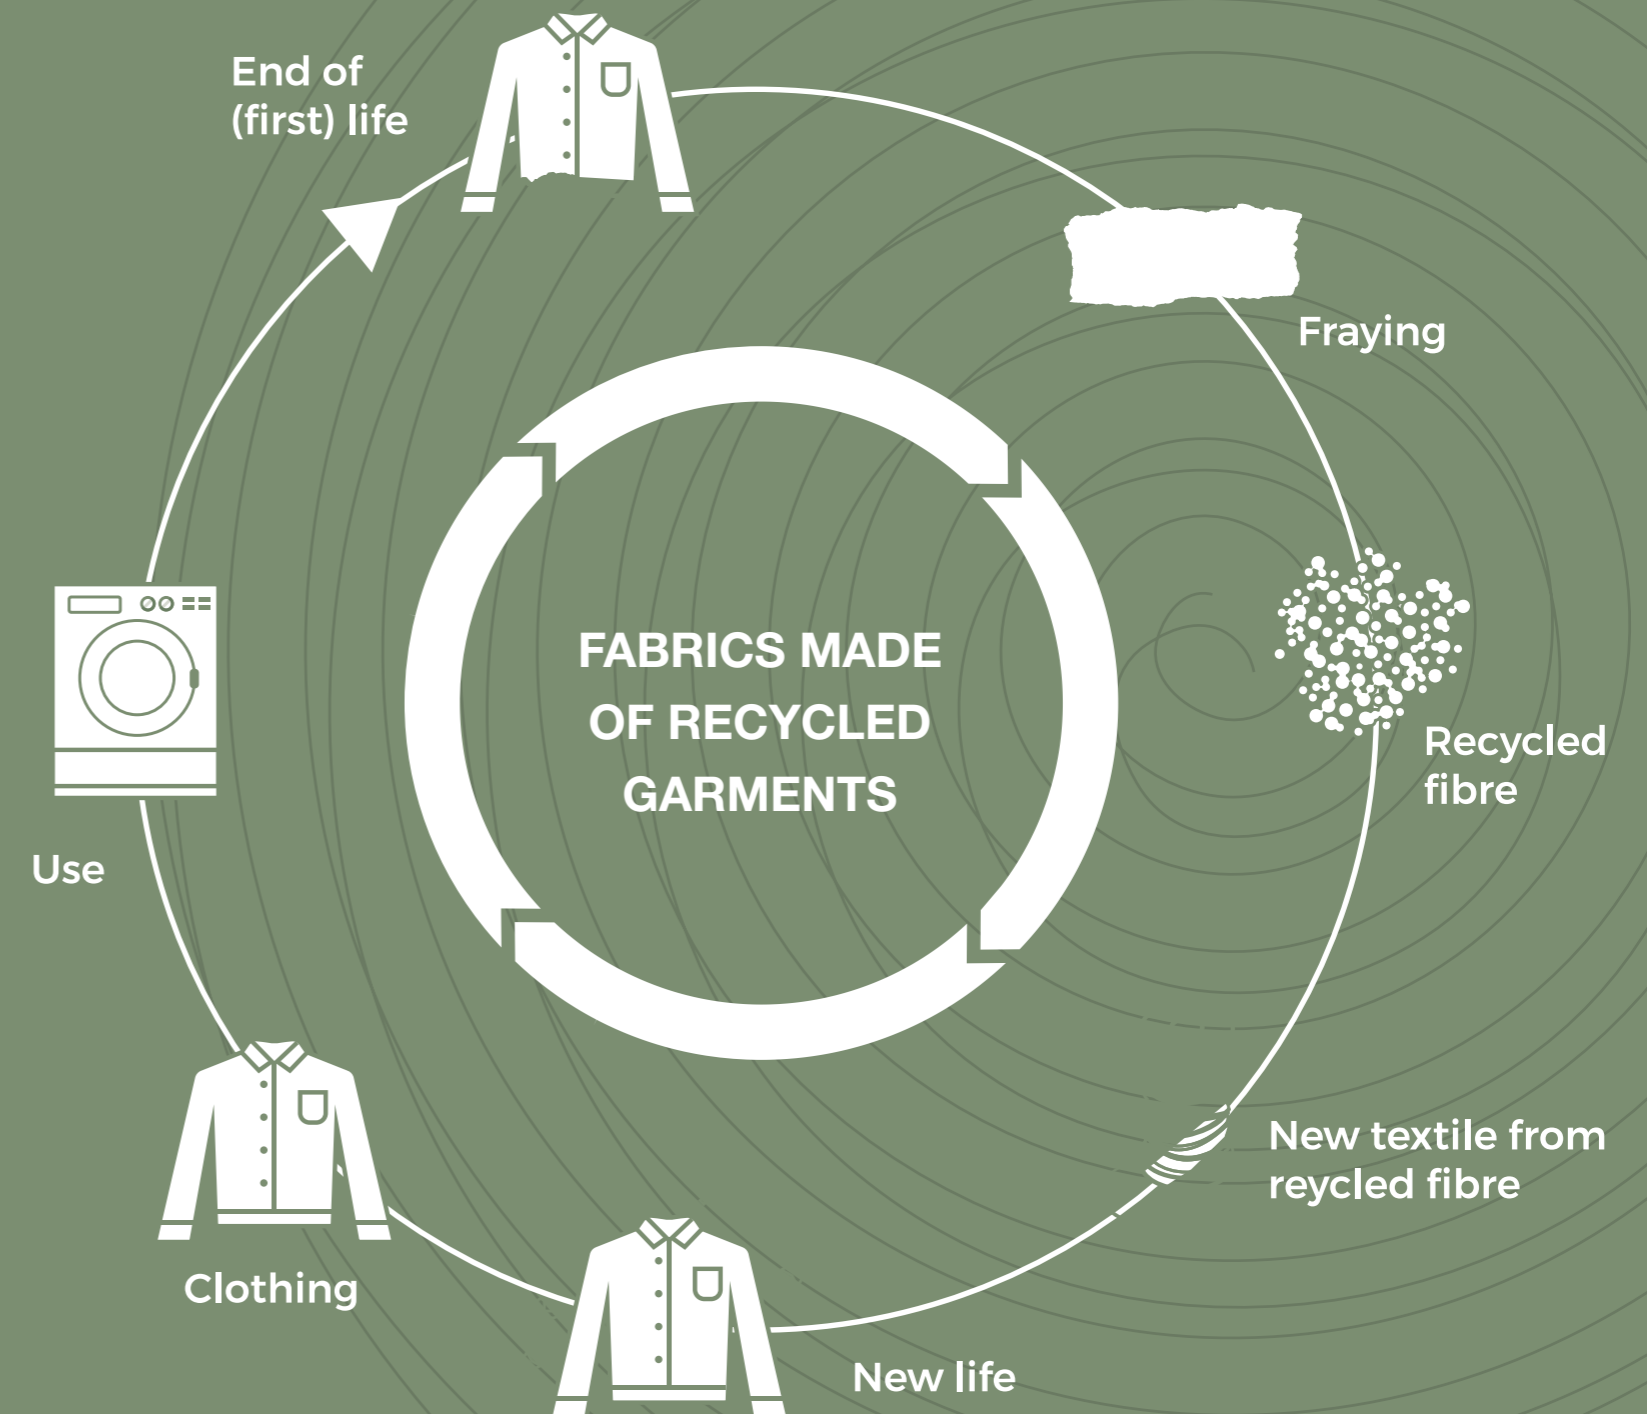 End of
(first) life
Fraying
FABRICS MADE
OF RECYCLED
GARMENTS
Recycled
fibre
Use
New textile from
reycled fibre
Clothing
New life